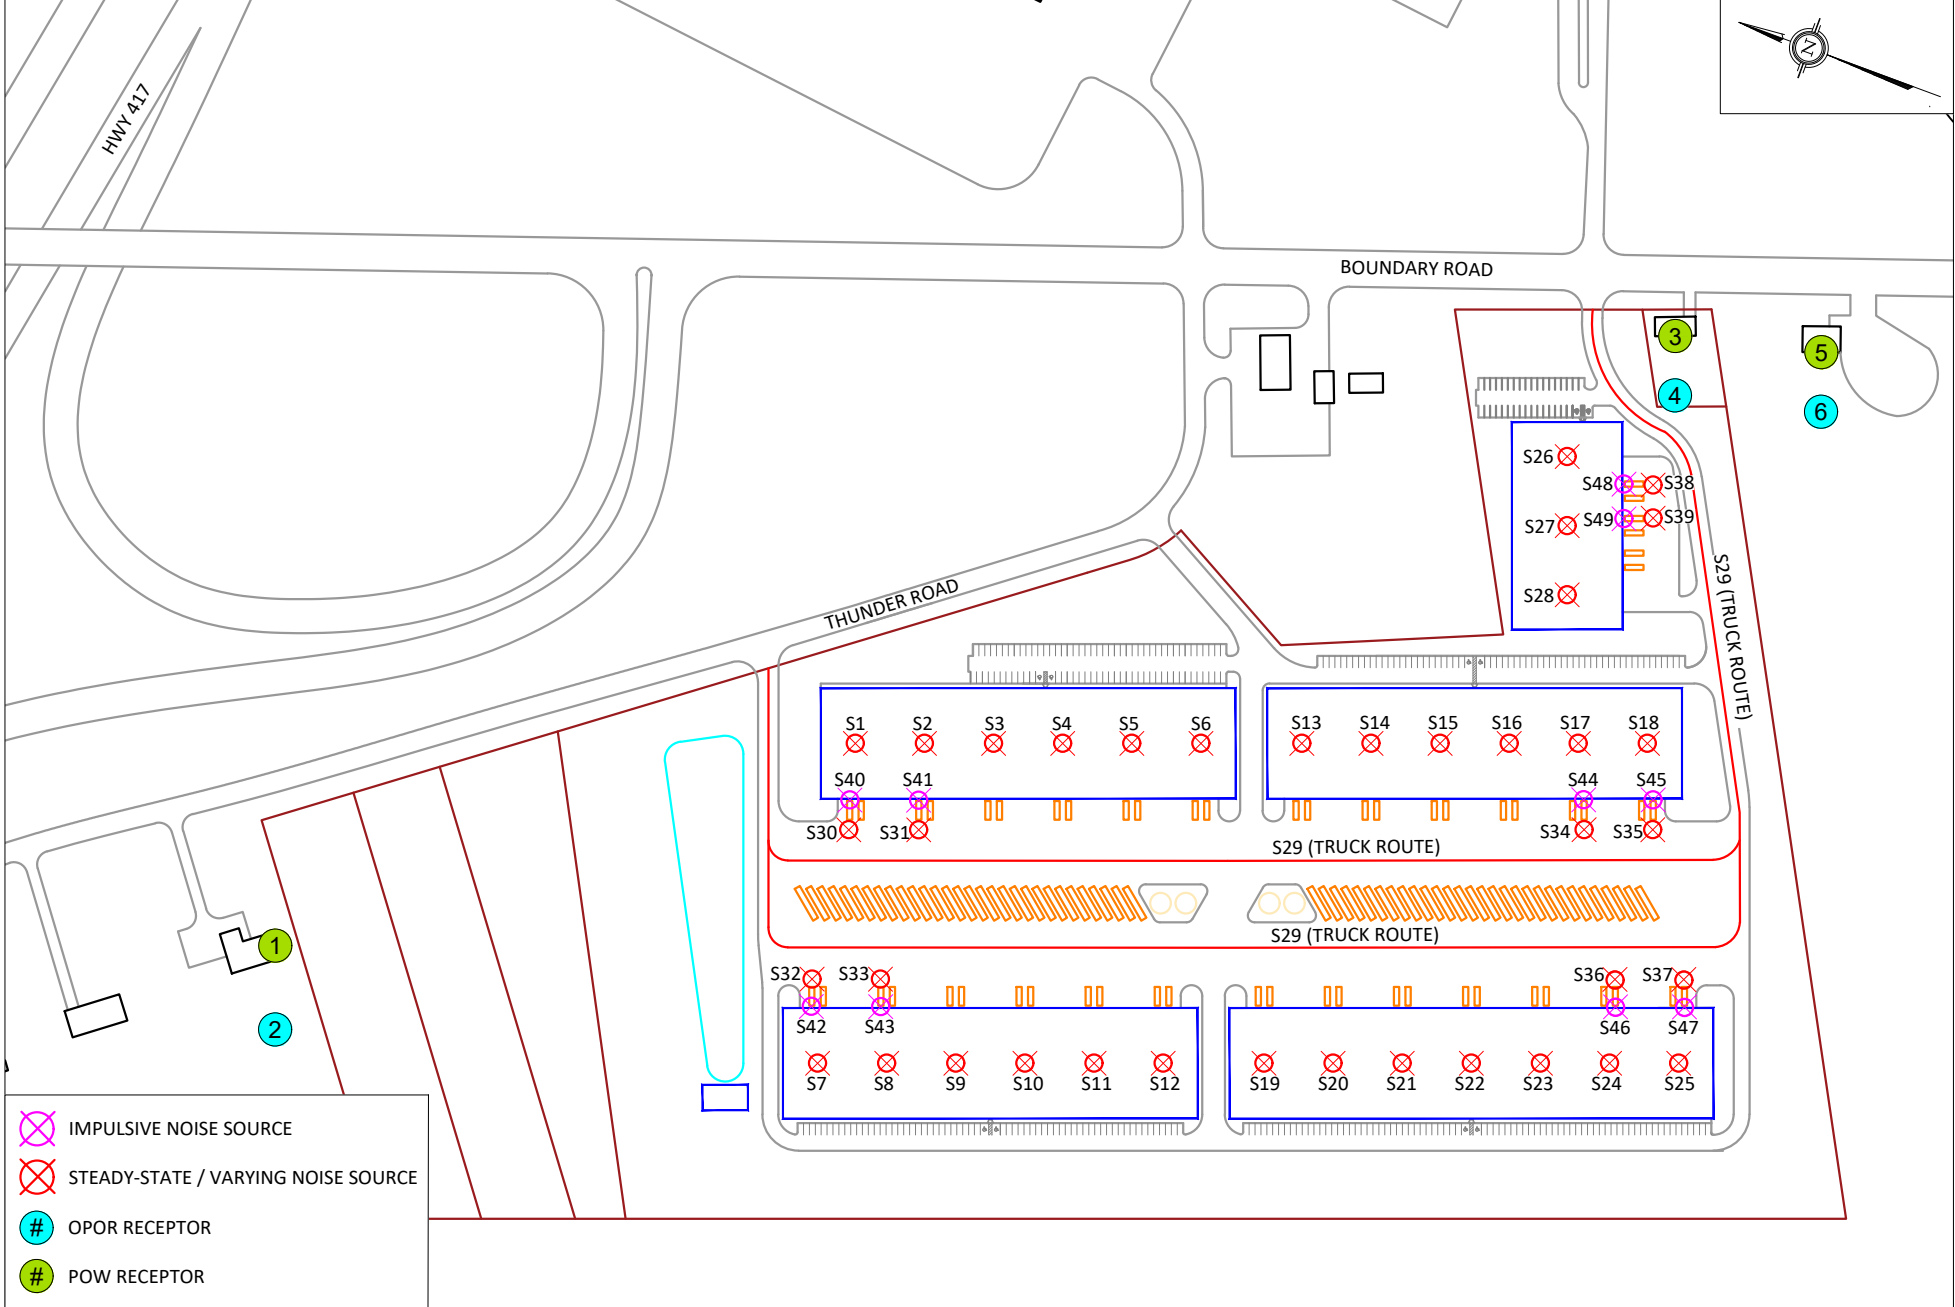 HWY 417
N
BOUNDARY ROAD
3
5
4
6
S26
S48
S38
S49
S39
S27
S28
S29 (TRUCK ROUTE)
THUNDER ROAD
S1 S2 S3 S4 S5 S6 S13 S14 S15 S16 S17 S18
S40 S41 S44 S45
S30 S31 S34 S35
S29 (TRUCK ROUTE)
S29 (TRUCK ROUTE)
1
S32 S33 S36 S37
2
S42 S43 S46 S47
S7 S8 S9 S10 S11 S12 S19 S20 S21 S22 S23 S24 S25
IMPULSIVE NOISE SOURCE
STEADY-STATE / VARYING NOISE SOURCE
# OPOR RECEPTOR
# POW RECEPTOR